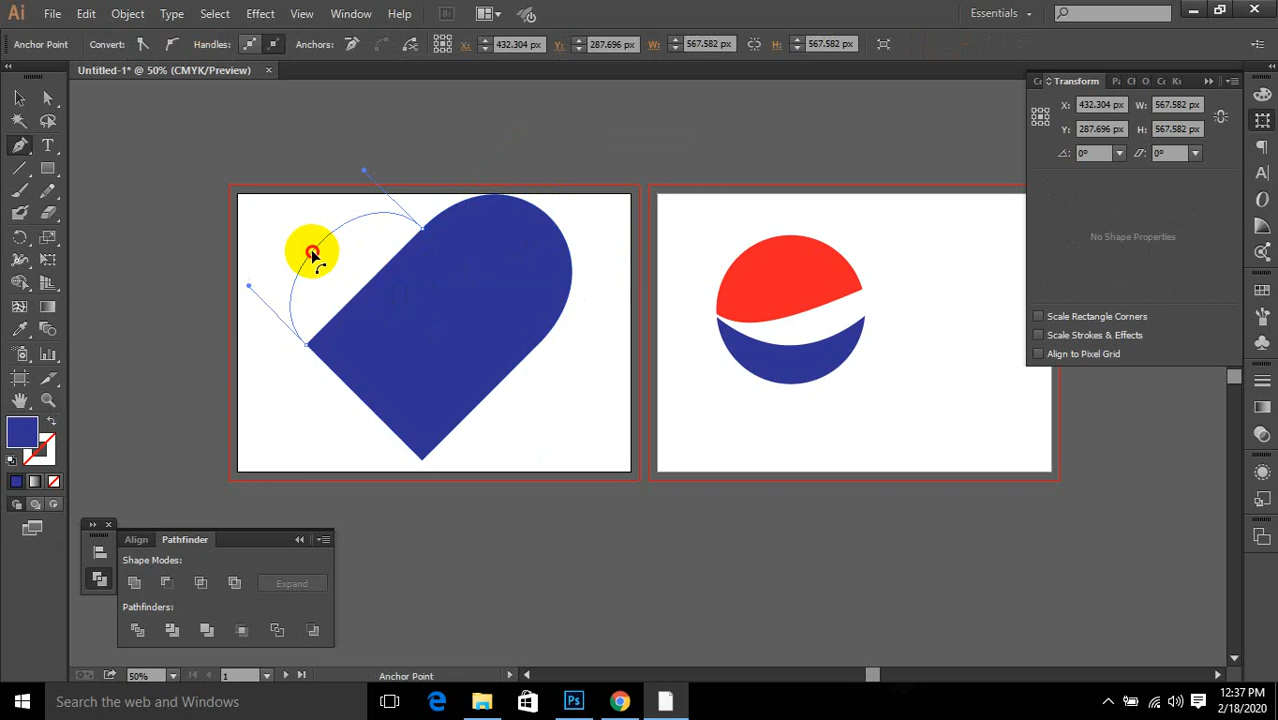 Ai File Edit Object Type Select Effect View Window Help Br Essentials
Anchor Point Convert: Handles: Anchors: X: 432.304 px Y: 287.696 px W: 567.582 px H: 567.582 px
Untitled-1* @ 50% (CMYK/Preview) ×
Transform
X: 432.304 px W: 567.582 px
Y: 287.696 px H: 567.582 px
0° 0°
No Shape Properties
Scale Rectangle Corners
Scale Strokes & Effects
Align to Pixel Grid
Align Pathfinder
Shape Modes:
Expand
Pathfinders:
50% 1 Anchor Point
Search the web and Windows
Ps
12:37 PM
2/18/2020